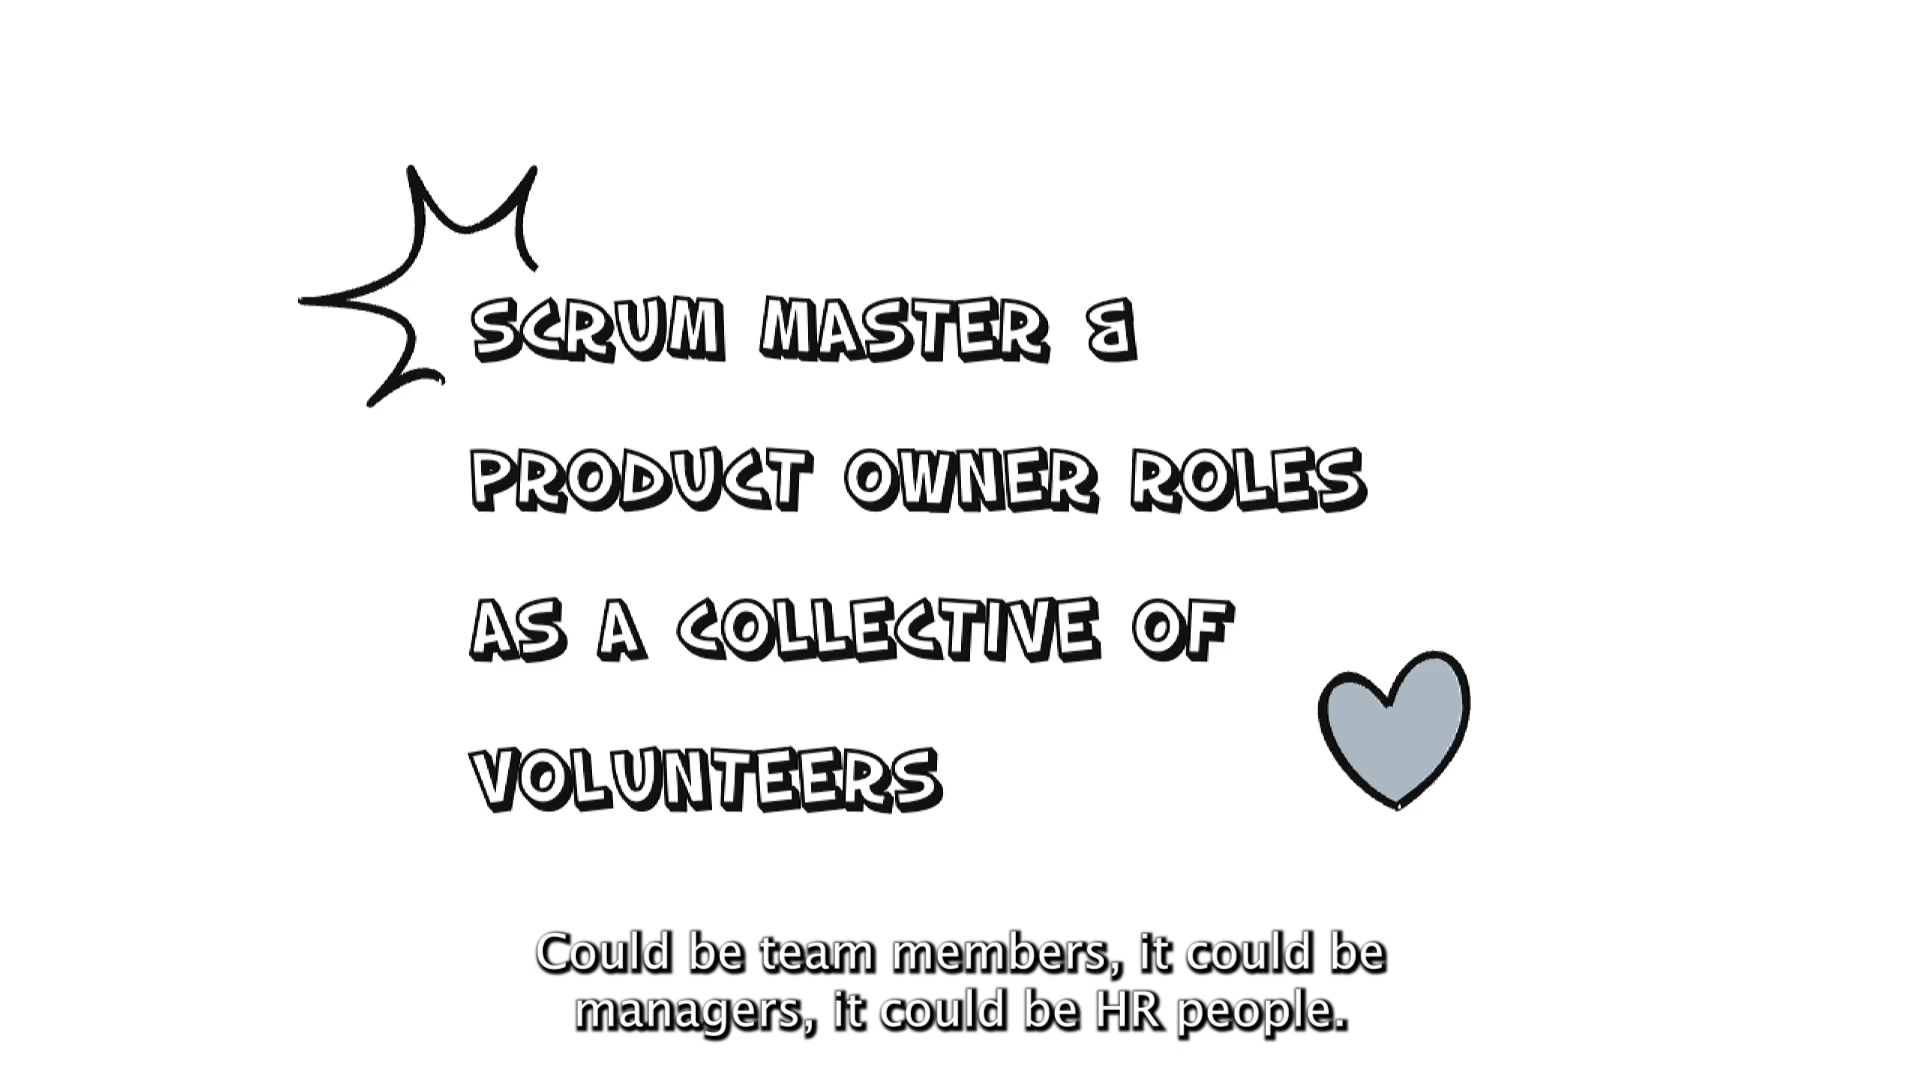 SCRUM MASTER &
PRODUCT OWNER ROLES
AS A COLLECTIVE OF
VOLUNTEERS
Could be team members, it could be
managers, it could be HR people.